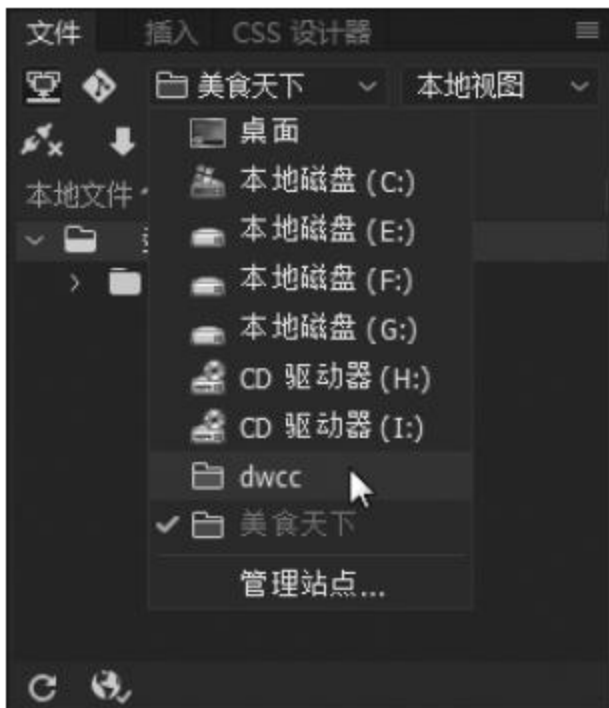 文件 插入 CSS 设计器
美食天下 本地视图
桌面
本地文件
本地磁盘 (C:)
本地磁盘 (E:)
本地磁盘 (F:)
本地磁盘 (G:)
CD 驱动器 (H:)
CD 驱动器 (I:)
dwcc
美食天下
管理站点...